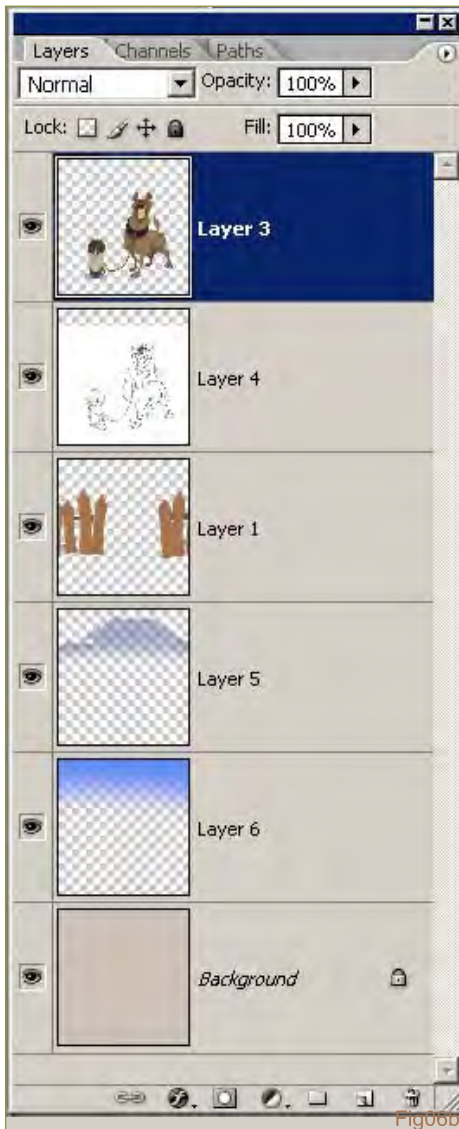 Layers Channels Paths
Normal Opacity: 100%
Lock: Fill: 100%
Layer 3
Layer 4
Layer 1
Layer 5
Layer 6
Background
Fig06b